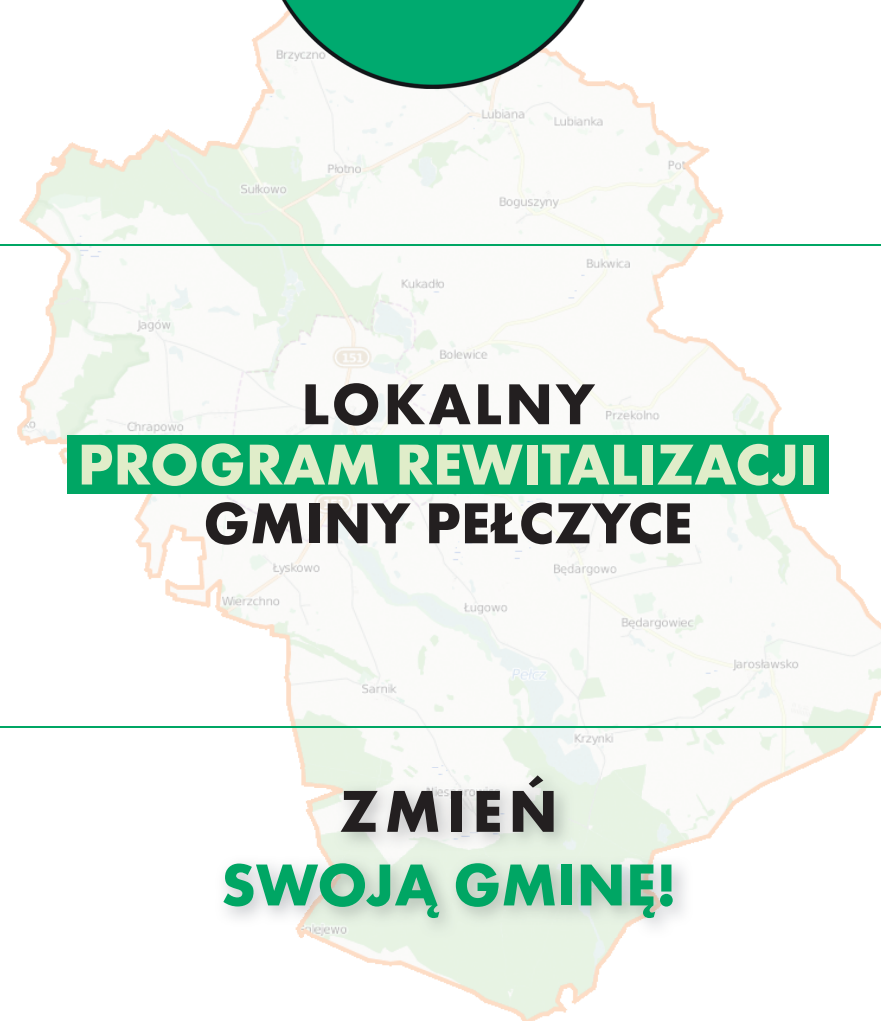 Brzyczno
Lubiana
Lubianka
Płotno
Sułkowo
Boguszyny
Bukwica
Kukadło
Jagów
151
Bolewice
LOKALNY
Przekolno
Chrapowo
PROGRAM REWITALIZACJI
GMINY PEŁCZYCE
Łyskowo
Będargowo
Wierzchno
Ługowo
Będargowiec
Jarosławsko
Pełcz
Sarnik
Krzynki
ZMIEŃ
SWOJĄ GMINĘ!